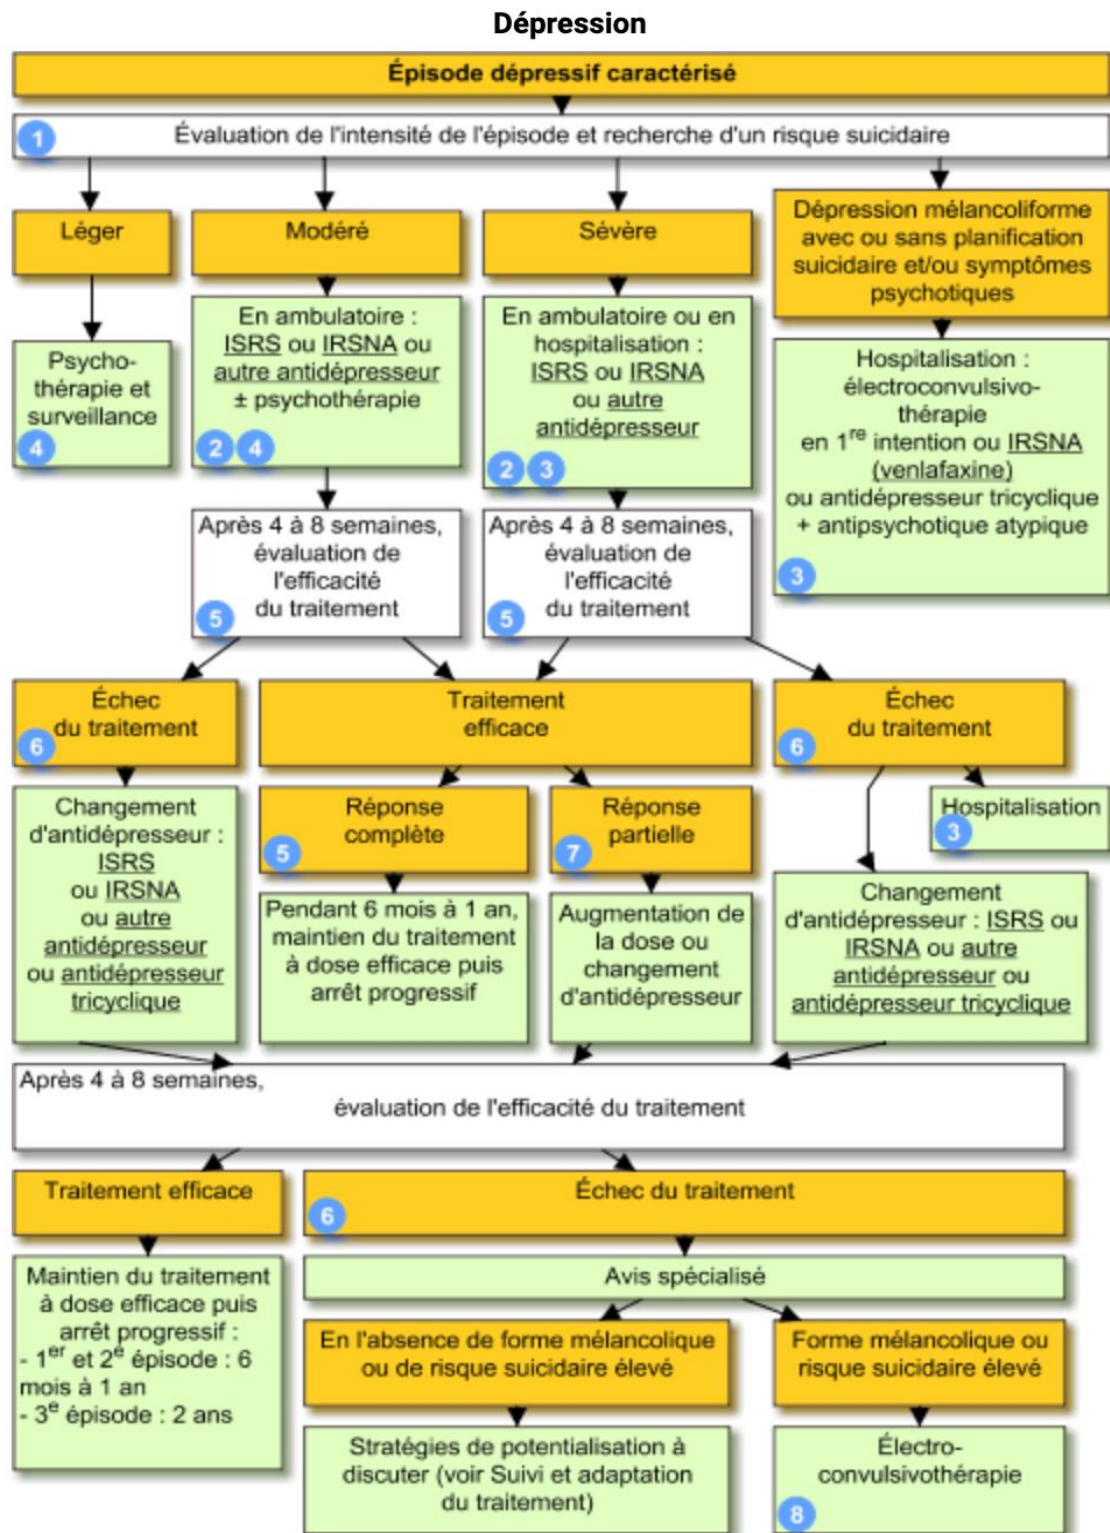 Dépression
Épisode dépressif caractérisé
1
Évaluation de l'intensité de l'épisode et recherche d'un risque suicidaire
Léger
Modéré
Sévère
Dépression mélancoliforme
avec ou sans planification
suicidaire et/ou symptômes
psychotiques
Psycho-
thérapie et
surveillance
4
En ambulatoire :
ISRS ou IRSNA ou
autre antidépresseur
± psychothérapie
2 4
En ambulatoire ou en
hospitalisation :
ISRS ou IRSNA
ou autre
antidépresseur
2 3
Hospitalisation :
électroconvulsivo-
thérapie
en 1re intention ou IRSNA
(venlafaxine)
ou antidépresseur tricyclique
+ antipsychotique atypique
3
Après 4 à 8 semaines,
évaluation de
l'efficacité
du traitement
5
Après 4 à 8 semaines,
évaluation de
l'efficacité
du traitement
5
Échec
du traitement
6
Traitement
efficace
Échec
du traitement
6
Changement
d'antidépresseur :
ISRS
ou IRSNA
ou autre
antidépresseur
ou antidépresseur
tricyclique
Réponse
complète
5
Réponse
partielle
7
Hospitalisation
3
Pendant 6 mois à 1 an,
maintien du traitement
à dose efficace puis
arrêt progressif
Augmentation de
la dose ou
changement
d'antidépresseur
Changement
d'antidépresseur : ISRS ou
IRSNA ou autre
antidépresseur ou
antidépresseur tricyclique
Après 4 à 8 semaines,
évaluation de l'efficacité du traitement
Traitement efficace
Échec du traitement
6
Maintien du traitement
à dose efficace puis
arrêt progressif :
- 1er et 2e épisode : 6
mois à 1 an
- 3e épisode : 2 ans
Avis spécialisé
En l'absence de forme mélancolique
ou de risque suicidaire élevé
Forme mélancolique ou
risque suicidaire élevé
Stratégies de potentialisation à
discuter (voir Suivi et adaptation
du traitement)
Électro-
convulsivothérapie
8